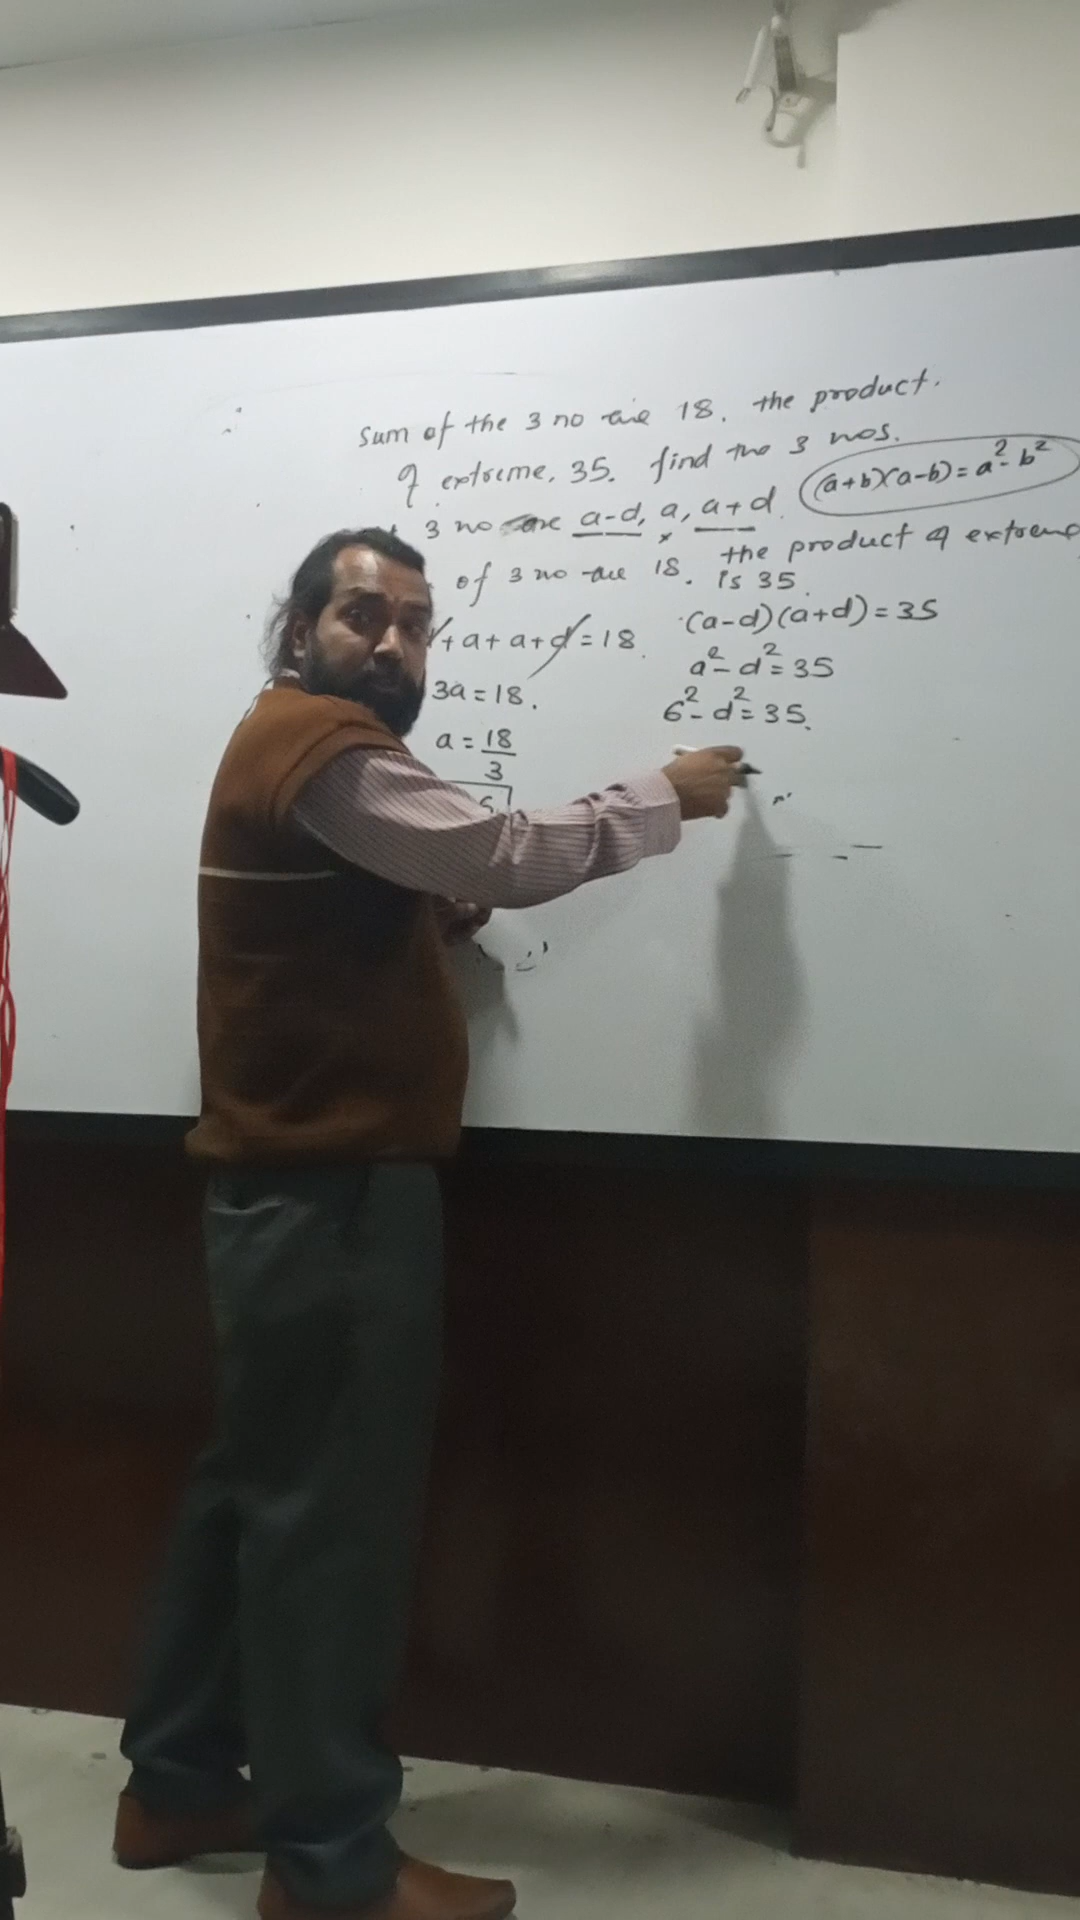 Sum of the 3 no are 18. the product.
of extreme. 35. find the 3 nos.
(a+b)(a-b) = a² - b²
3 no are a-d, a, a+d.
of 3 no are 18.
+ a + a + d = 18.
3a = 18.
a = 18/3
6
the product of extreme
is 35.
(a-d)(a+d) = 35
a² - d² = 35
6² - d² = 35.